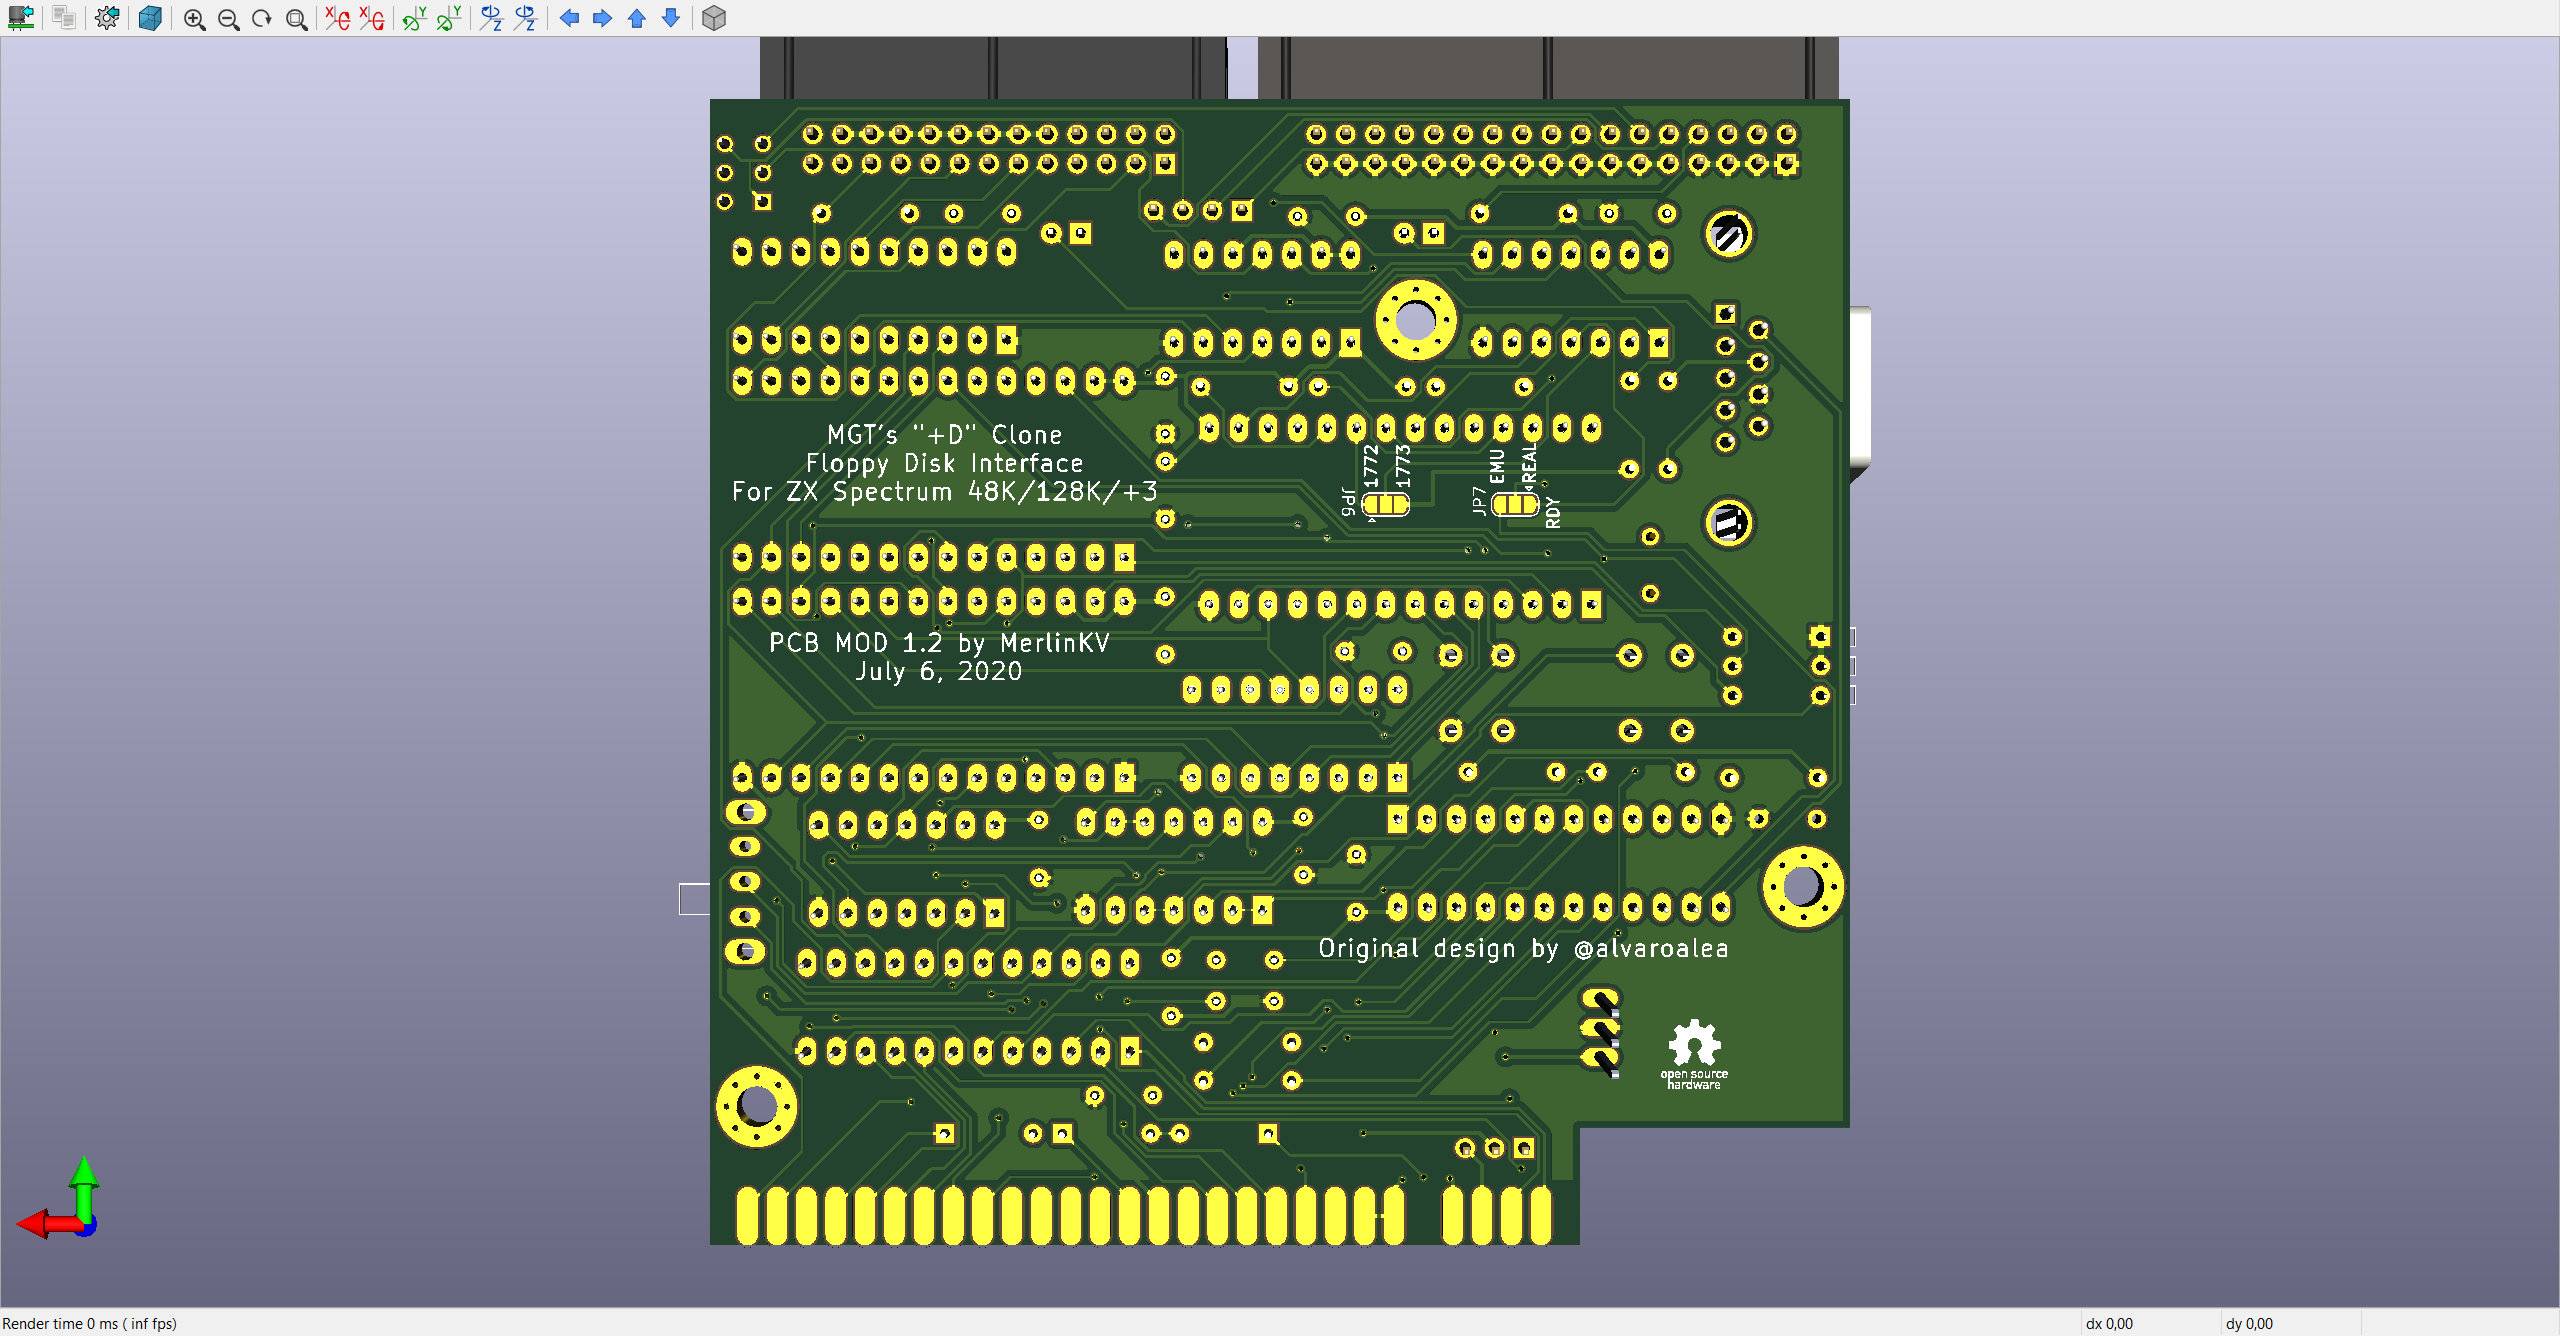 MGT's "+D" Clone
Floppy Disk Interface
For ZX Spectrum 48K/128K/+3
1772
1773
JP6
EMU
REAL
JP7
RDY
PCB MOD 1.2 by MerlinKV
July 6, 2020
Original design by @alvaroalea
open source
hardware
X
X
Y
Y
Z
Z
Render time 0 ms ( inf fps)
dx 0,00
dy 0,00